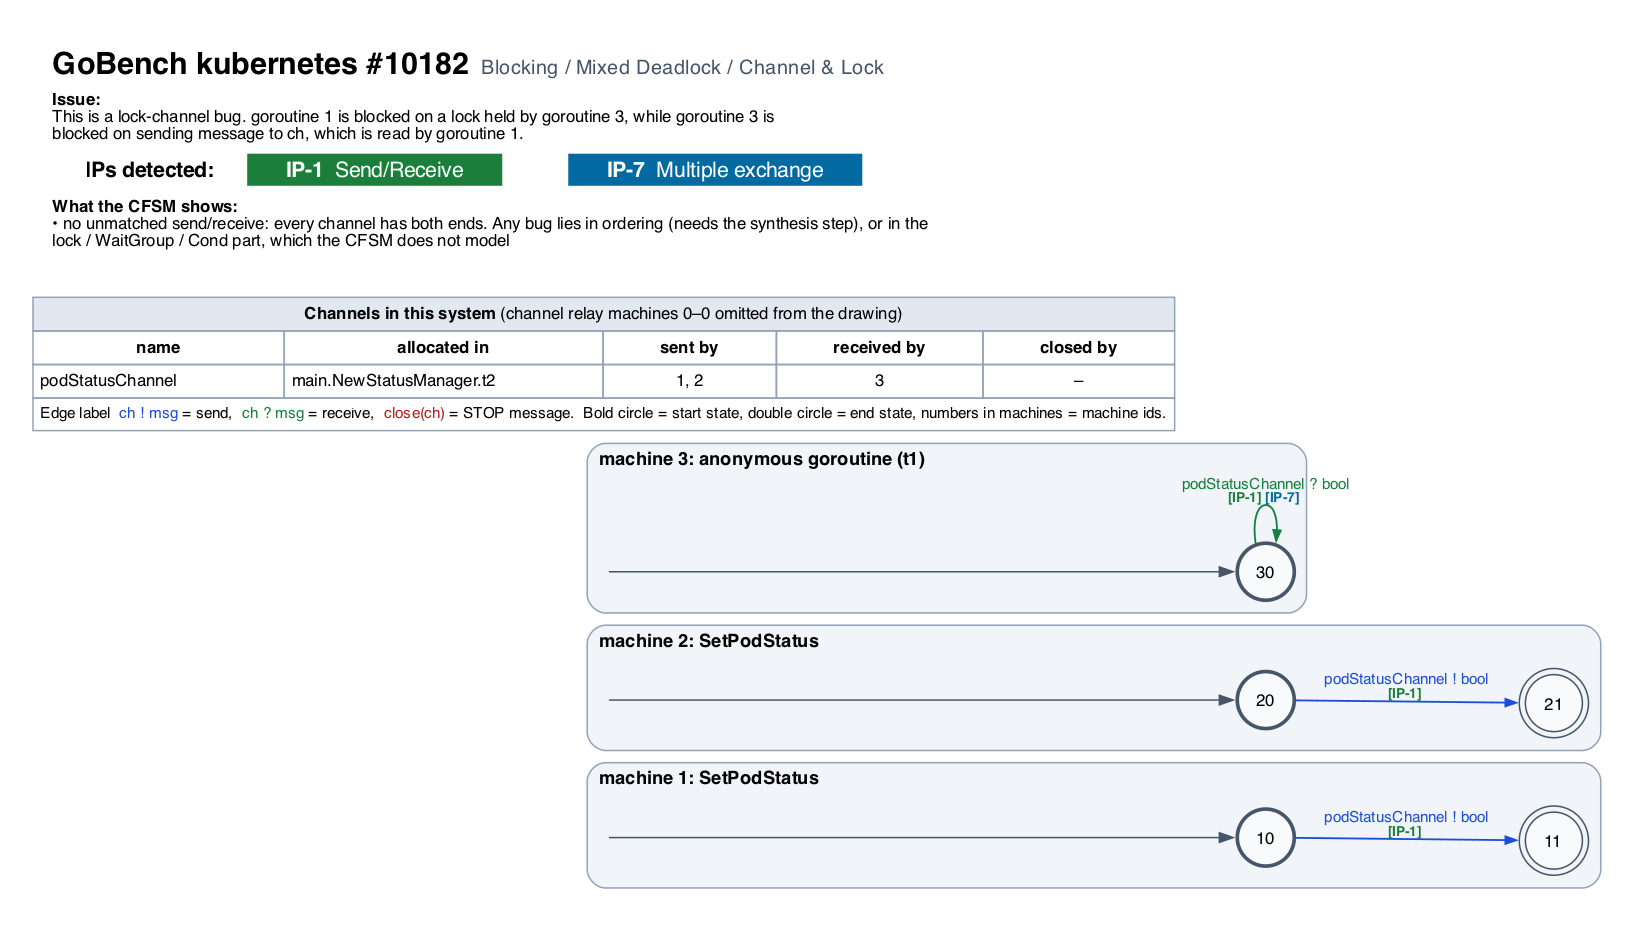 GoBench kubernetes #10182 Blocking / Mixed Deadlock / Channel & Lock
Issue:
This is a lock-channel bug. goroutine 1 is blocked on a lock held by goroutine 3, while goroutine 3 is
blocked on sending message to ch, which is read by goroutine 1.
IPs detected: IP-1 Send/Receive IP-7 Multiple exchange
What the CFSM shows:
• no unmatched send/receive: every channel has both ends. Any bug lies in ordering (needs the synthesis step), or in the
lock / WaitGroup / Cond part, which the CFSM does not model
Channels in this system (channel relay machines 0–0 omitted from the drawing)
name allocated in sent by received by closed by
podStatusChannel main.NewStatusManager.t2 1, 2 3 –
Edge label ch ! msg = send, ch ? msg = receive, close(ch) = STOP message. Bold circle = start state, double circle = end state, numbers in machines = machine ids.
machine 3: anonymous goroutine (t1)
podStatusChannel ? bool
[IP-1] [IP-7]
30
machine 2: SetPodStatus
podStatusChannel ! bool
[IP-1]
20
21
machine 1: SetPodStatus
podStatusChannel ! bool
[IP-1]
10
11